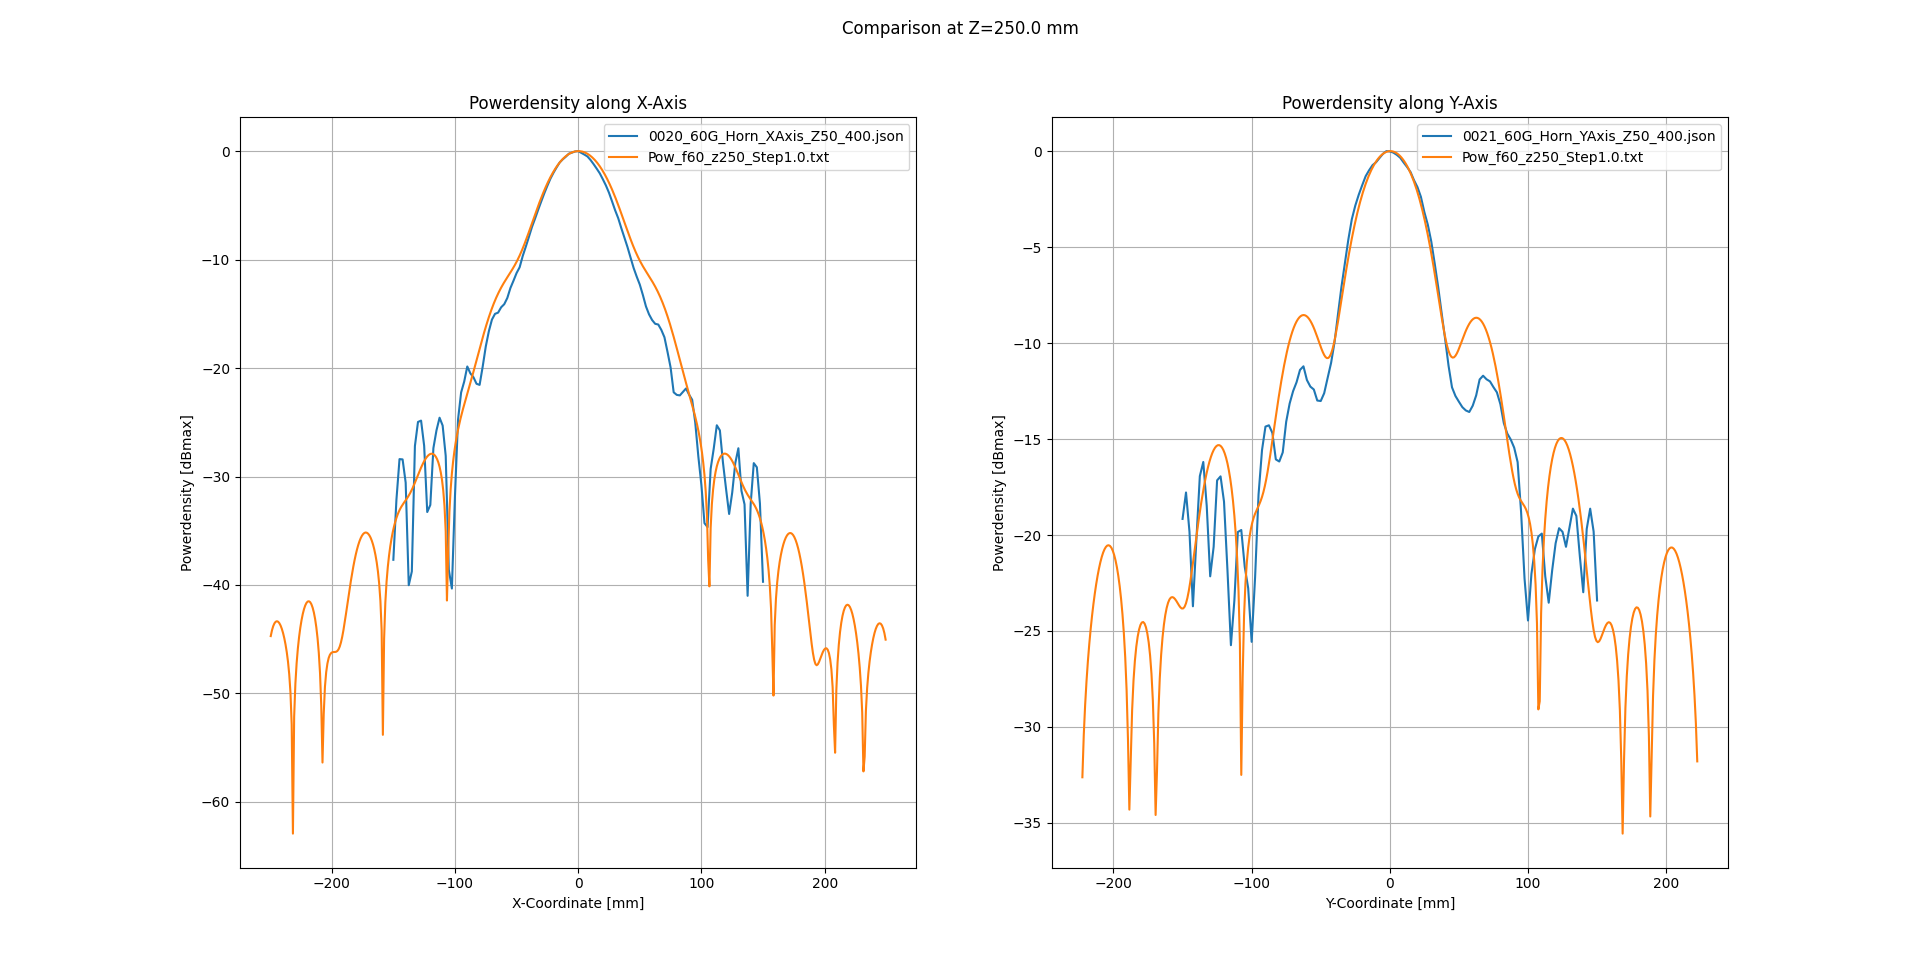 Comparison at Z=250.0 mm
Powerdensity along X-Axis
0020_60G_Horn_XAxis_Z50_400.json
Pow_f60_z250_Step1.0.txt
0
−10
−20
−30
−40
−50
−60
Powerdensity [dBmax]
−200
−100
0
100
200
X-Coordinate [mm]
Powerdensity along Y-Axis
0021_60G_Horn_YAxis_Z50_400.json
Pow_f60_z250_Step1.0.txt
0
−5
−10
−15
−20
−25
−30
−35
Powerdensity [dBmax]
−200
−100
0
100
200
Y-Coordinate [mm]